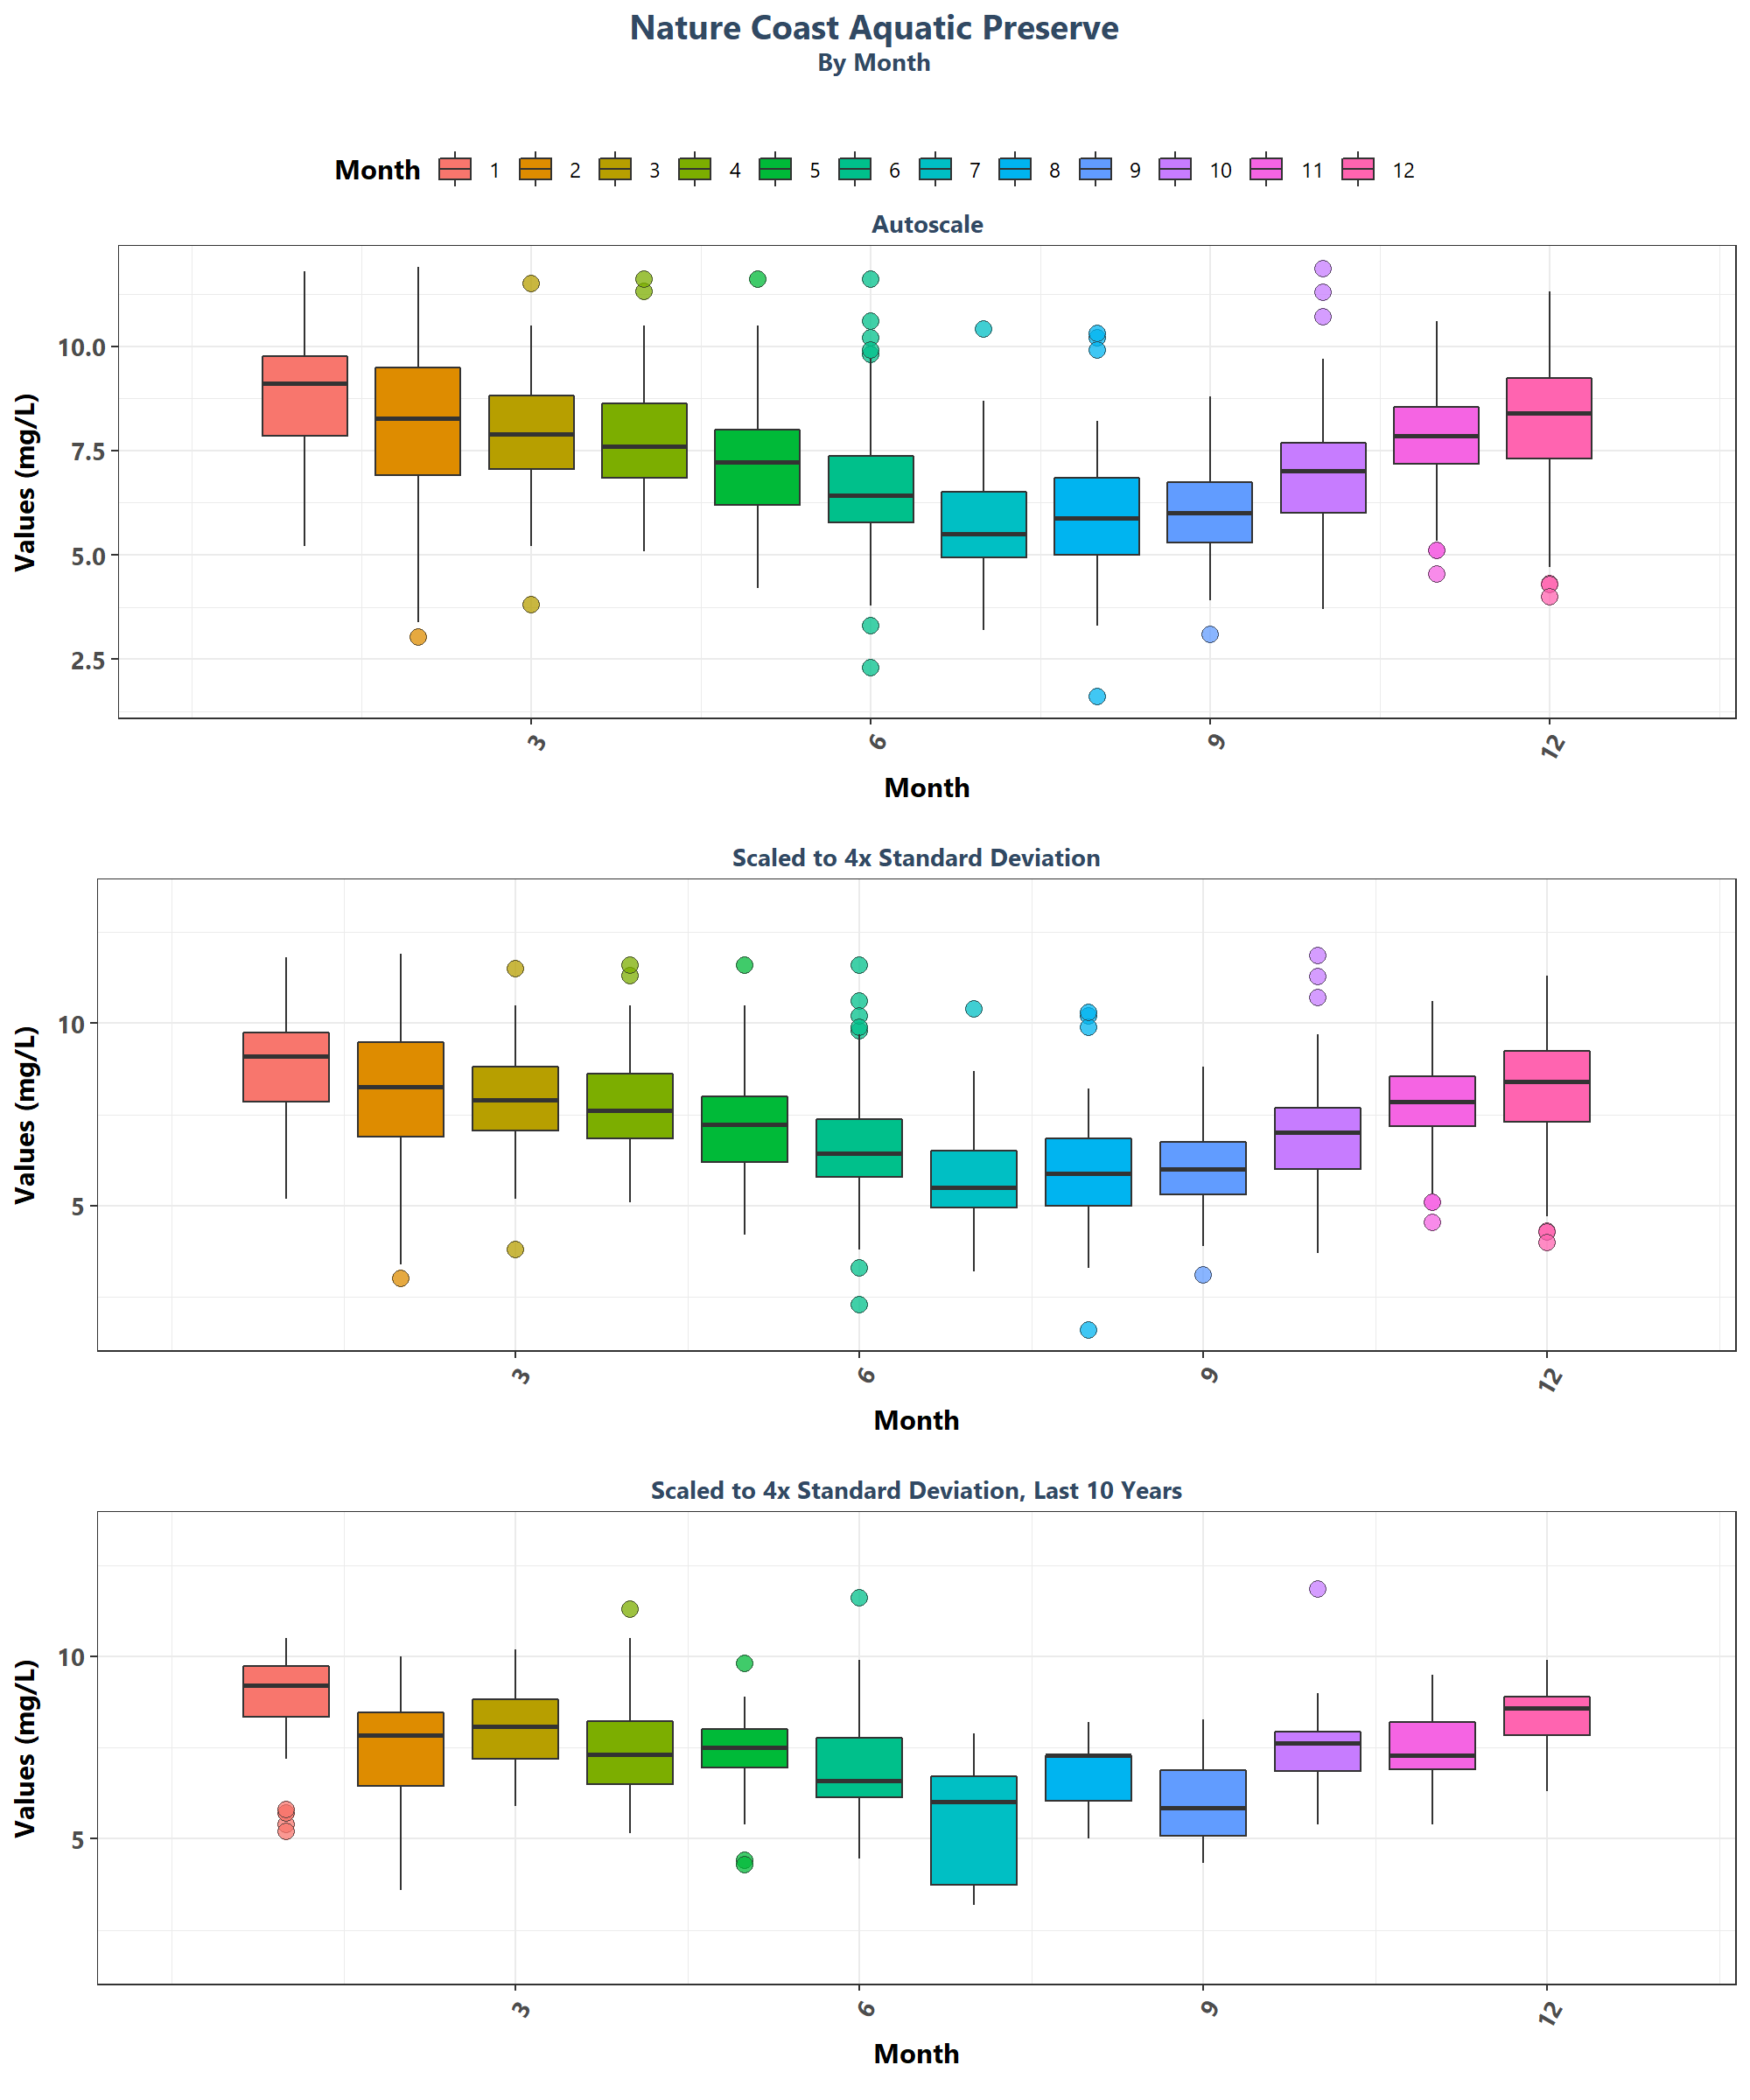 Nature Coast Aquatic Preserve
By Month
Month 1 2 3 4 5 6 7 8 9 10 11 12
Autoscale
Values (mg/L)
10.0
7.5
5.0
2.5
3 6 9 12
Month
Scaled to 4x Standard Deviation
Values (mg/L)
10
5
3 6 9 12
Month
Scaled to 4x Standard Deviation, Last 10 Years
Values (mg/L)
10
5
3 6 9 12
Month